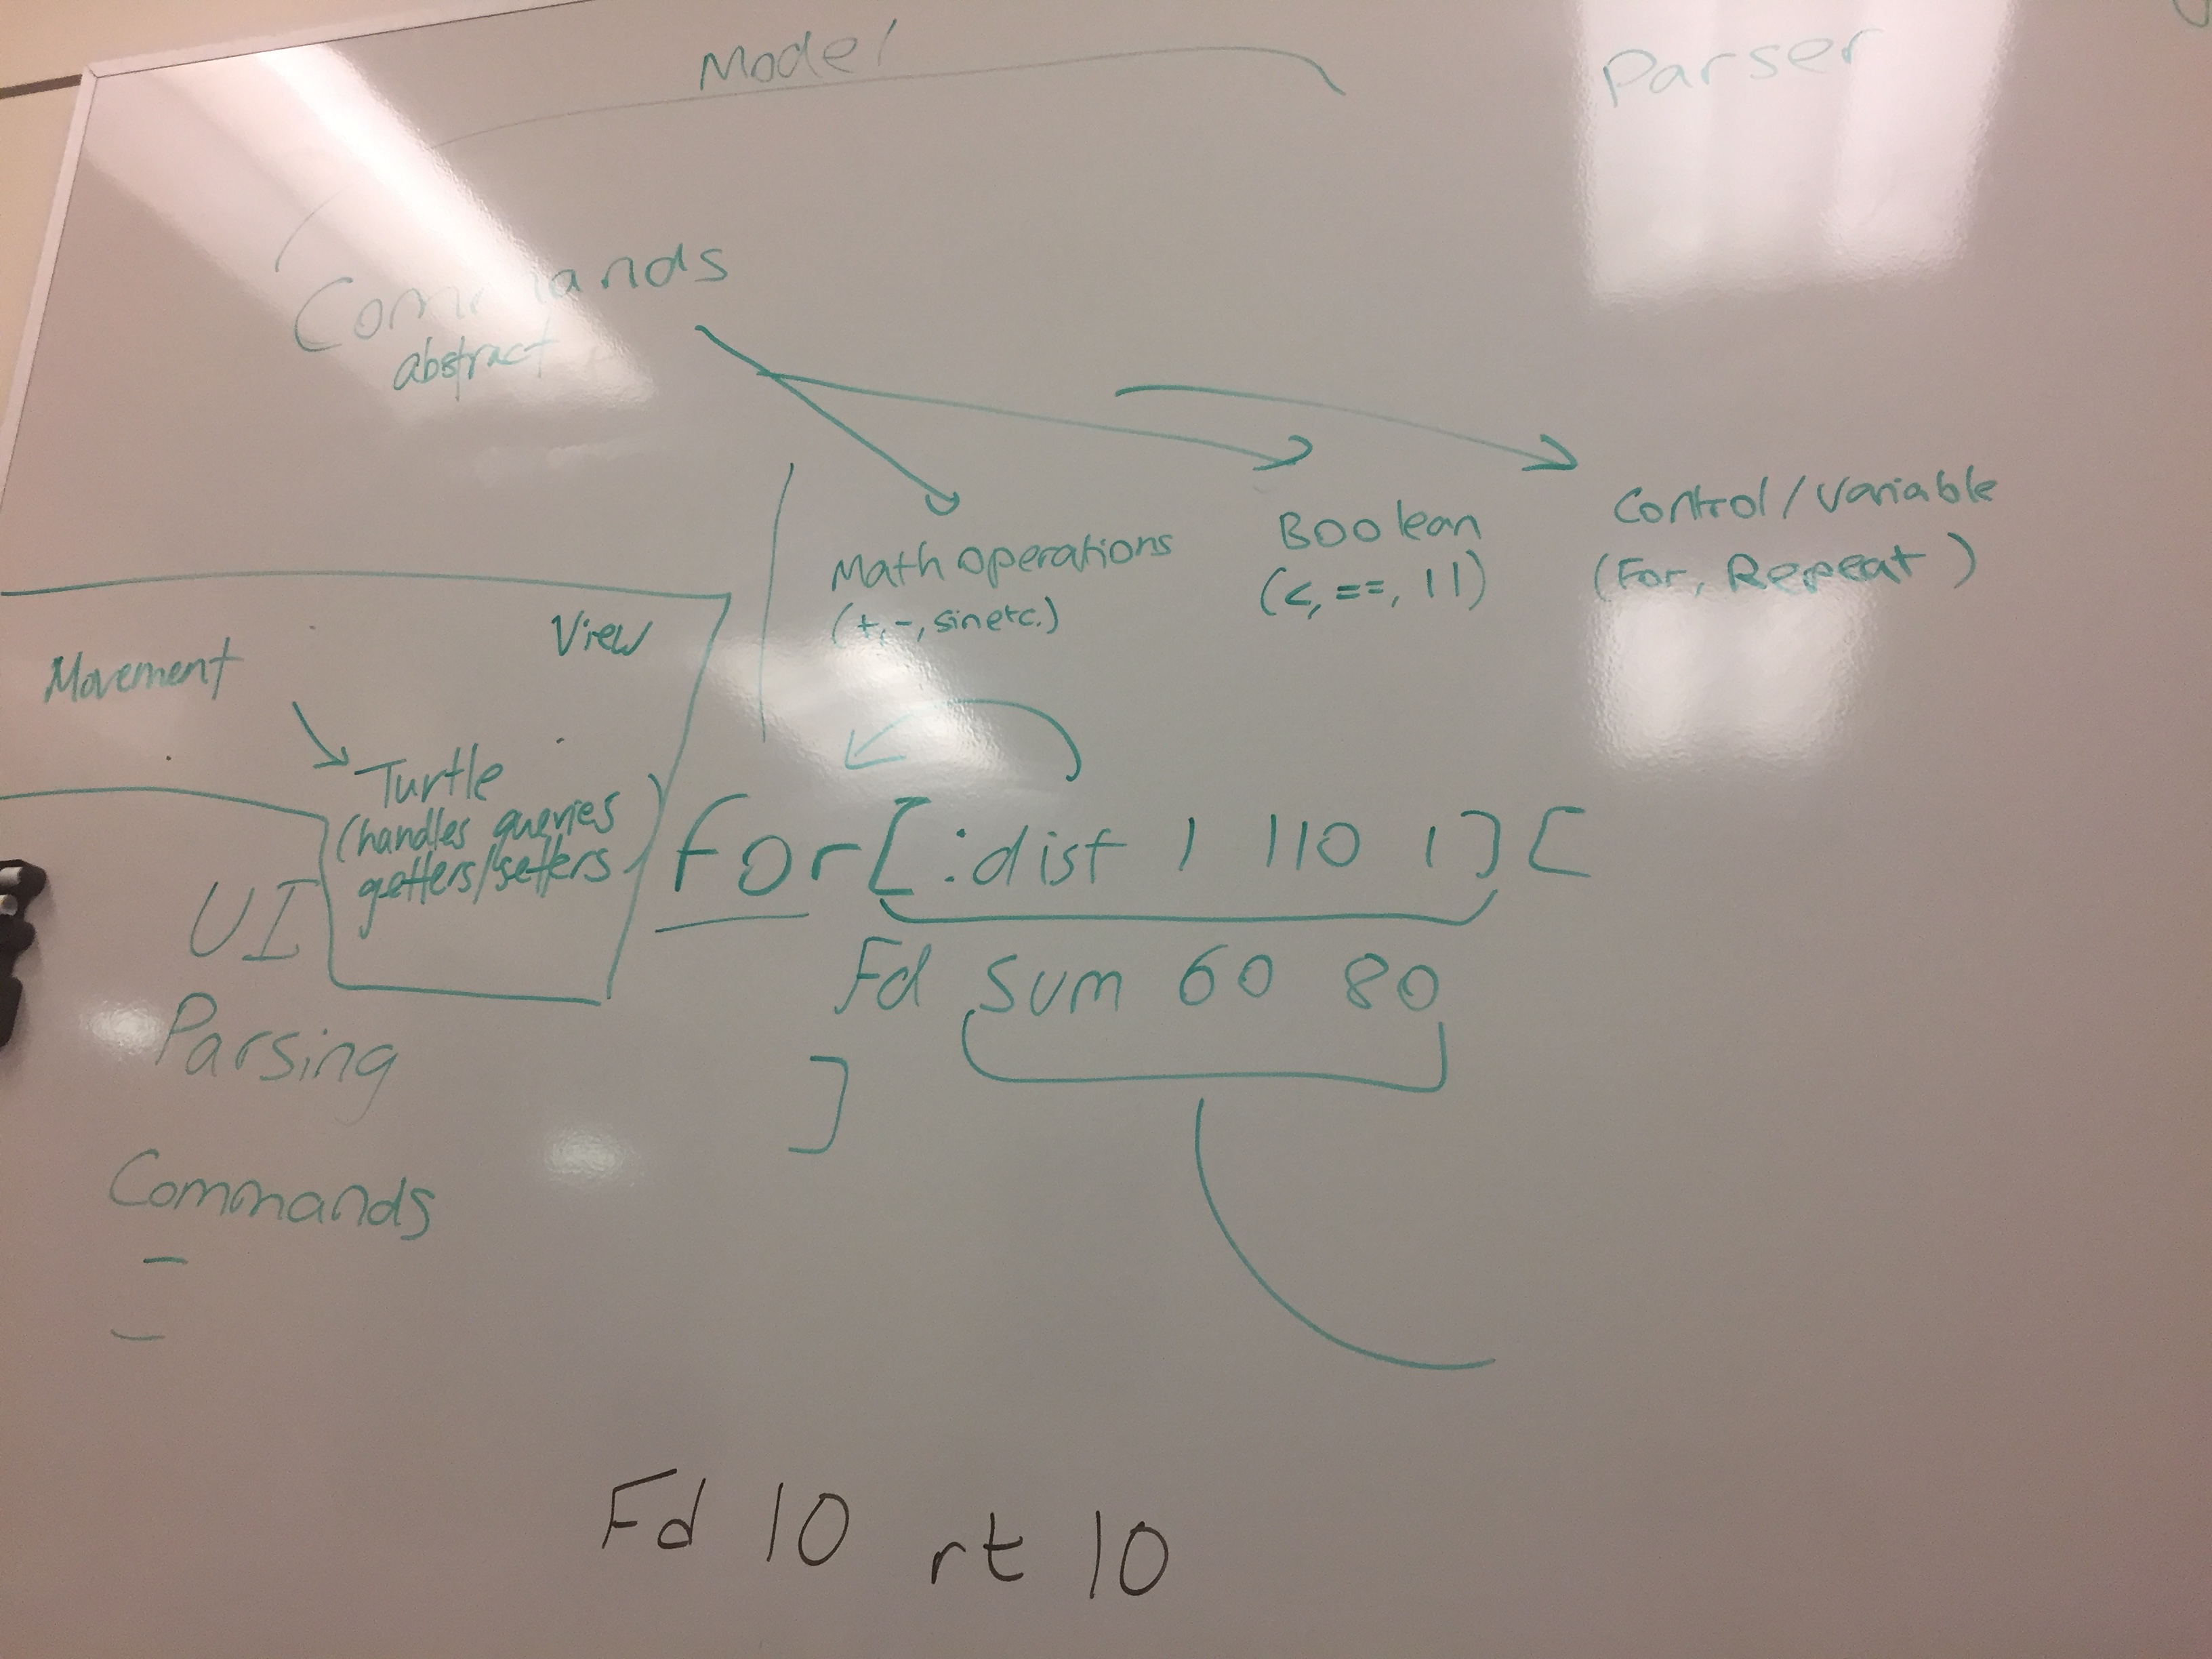 Model
Parser
Commands
abstract
Math operations
(+,-, sin etc.)
Boolean
(<, ==, ||)
Control/Variable
(For, Repeat)
View
Movement
Turtle
(handles queries
getters/setters)
UI
Parsing
Commands
-
-
for [:dist 1 110 1] [
Fd sum 60 80
]
Fd 10 rt 10